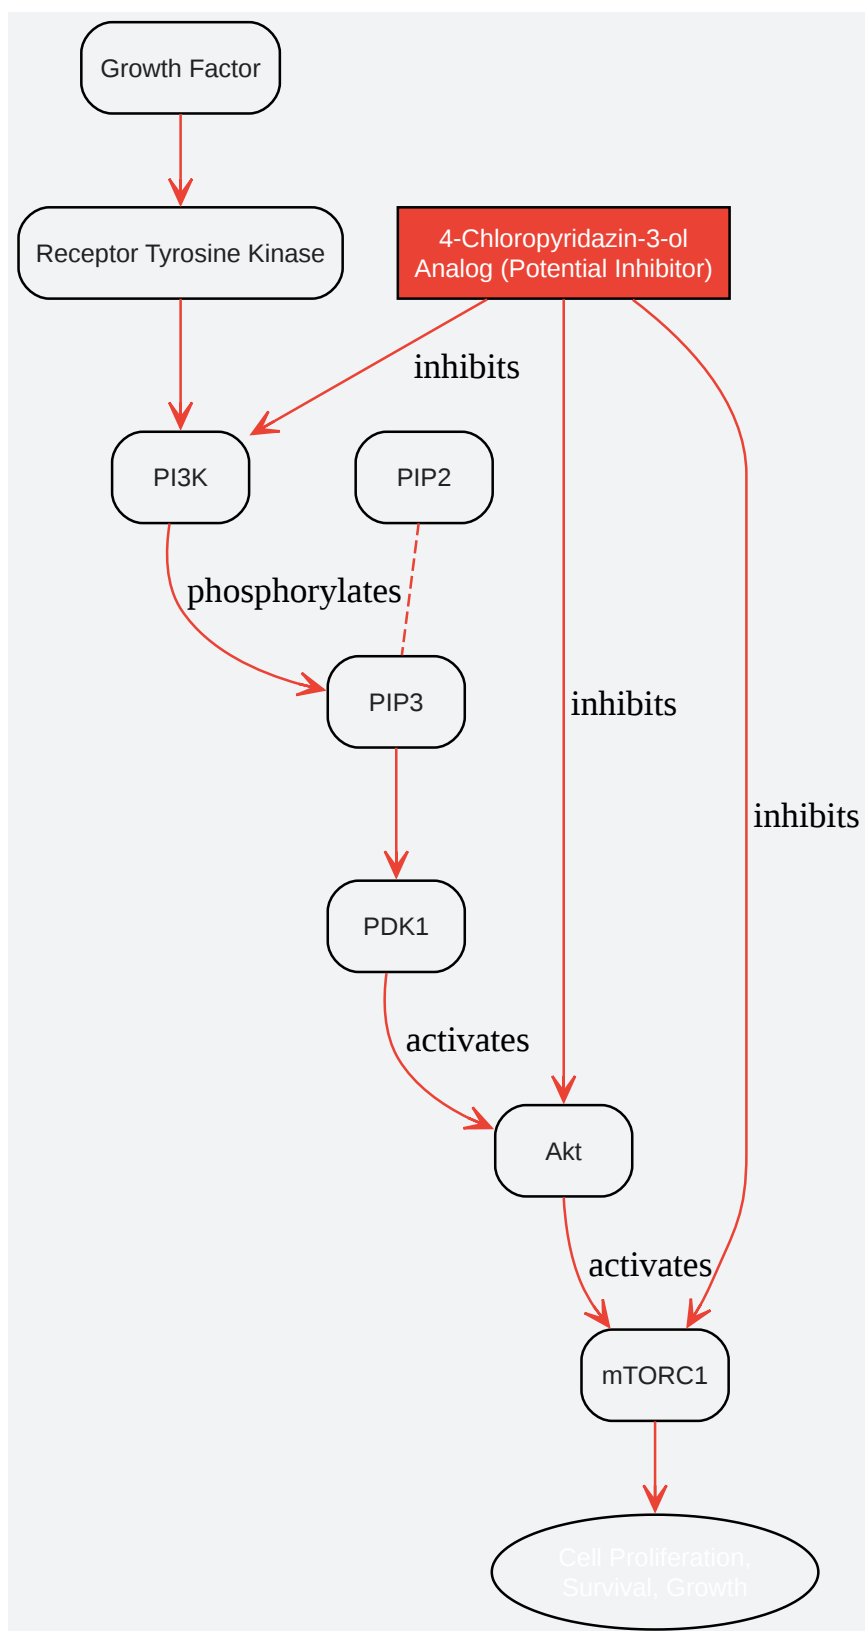 Growth Factor
Receptor Tyrosine Kinase
4-Chloropyridazin-3-ol
Analog (Potential Inhibitor)
inhibits
PI3K
PIP2
phosphorylates
PIP3
inhibits
inhibits
PDK1
activates
Akt
activates
mTORC1
Cell Proliferation,
Survival, Growth